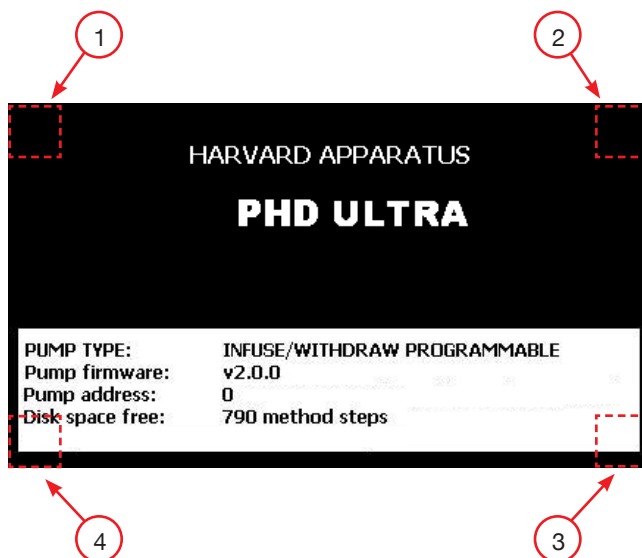 1
2
HARVARD APPARATUS
PHD ULTRA
PUMP TYPE: INFUSE/WITHDRAW PROGRAMMABLE
Pump firmware: v2.0.0
Pump address: 0
Disk space free: 790 method steps
4
3